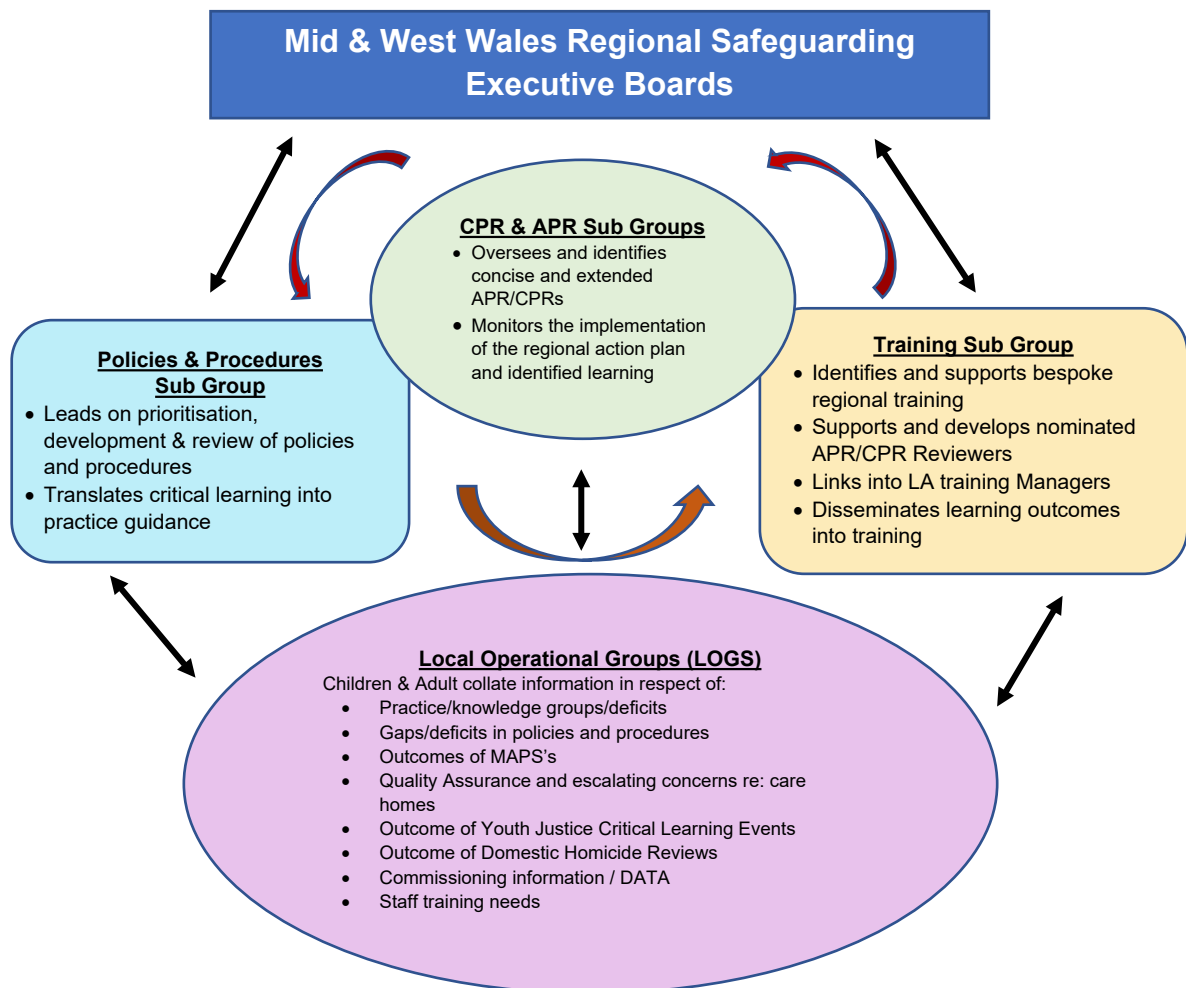 Mid & West Wales Regional Safeguarding
Executive Boards
CPR & APR Sub Groups
• Oversees and identifies
concise and extended
APR/CPRs
• Monitors the implementation
of the regional action plan
and identified learning
Policies & Procedures
Sub Group
• Leads on prioritisation,
development & review of policies
and procedures
• Translates critical learning into
practice guidance
Training Sub Group
• Identifies and supports bespoke
regional training
• Supports and develops nominated
APR/CPR Reviewers
• Links into LA training Managers
• Disseminates learning outcomes
into training
Local Operational Groups (LOGS)
Children & Adult collate information in respect of:
• Practice/knowledge groups/deficits
• Gaps/deficits in policies and procedures
• Outcomes of MAPS’s
• Quality Assurance and escalating concerns re: care
homes
• Outcome of Youth Justice Critical Learning Events
• Outcome of Domestic Homicide Reviews
• Commissioning information / DATA
• Staff training needs